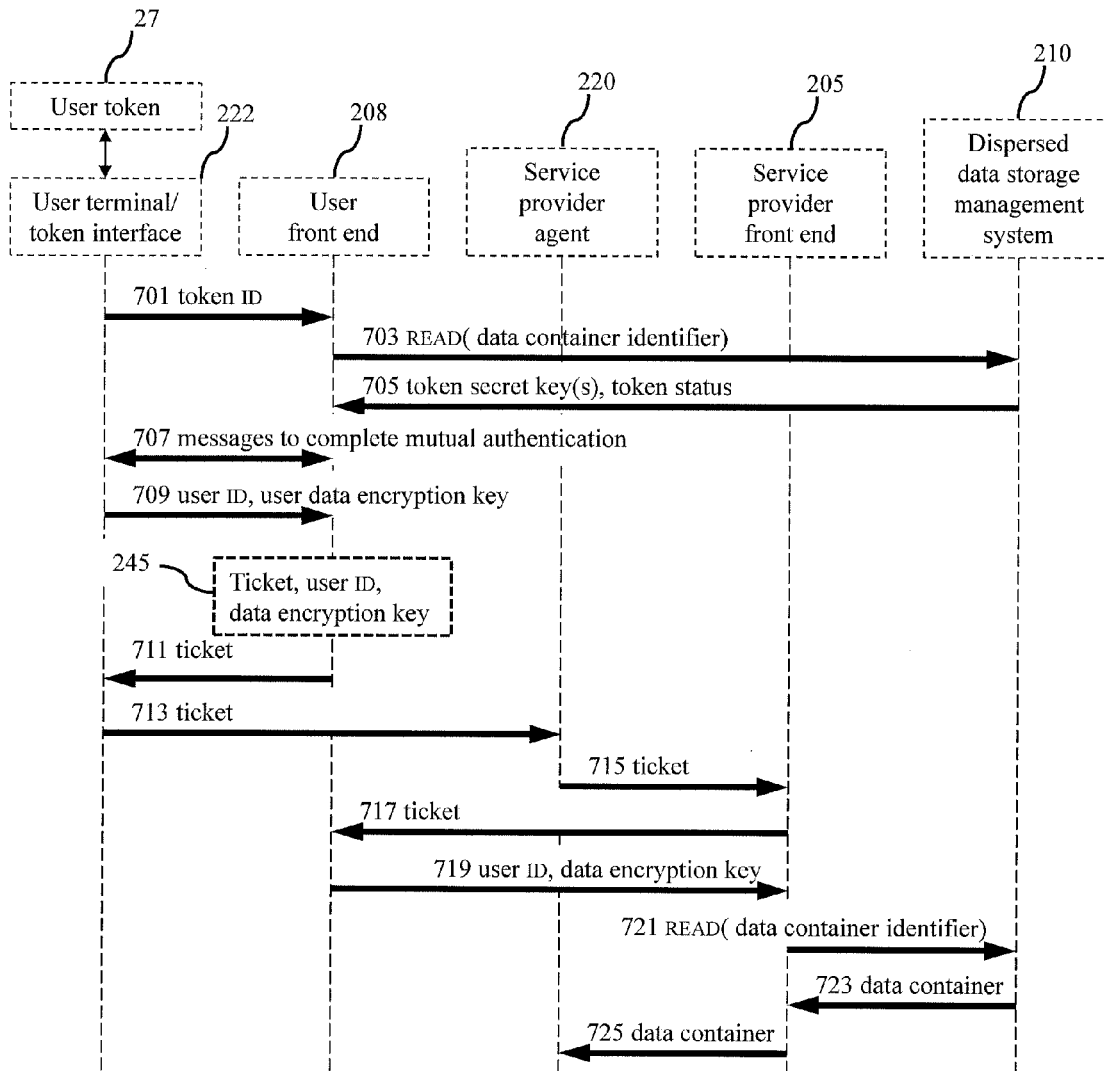 27
User token
222
208
220
205
210
User terminal/
token interface
User
front end
Service
provider
agent
Service
provider
front end
Dispersed
data storage
management
system
701 token ID
703 READ( data container identifier)
705 token secret key(s), token status
707 messages to complete mutual authentication
709 user ID, user data encryption key
245
Ticket, user ID,
data encryption key
711 ticket
713 ticket
715 ticket
717 ticket
719 user ID, data encryption key
721 READ( data container identifier)
723 data container
725 data container